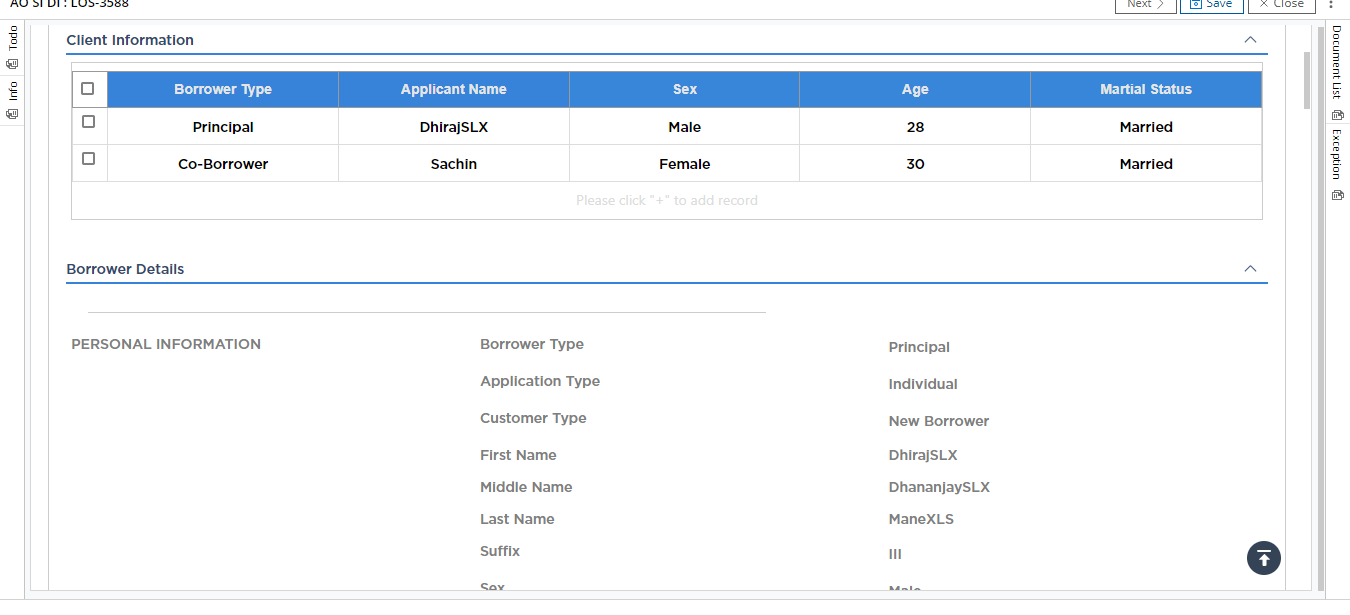 AO SI DI : LOS-3588
Next Save Close
Todo
Info
Document List
Exception
Client Information
Borrower Type Applicant Name Sex Age Martial Status
Principal DhirajSLX Male 28 Married
Co-Borrower Sachin Female 30 Married
Please click "+" to add record
Borrower Details
PERSONAL INFORMATION
Borrower Type Principal
Application Type Individual
Customer Type New Borrower
First Name DhirajSLX
Middle Name DhananjaySLX
Last Name ManeXLS
Suffix III
Sex Male